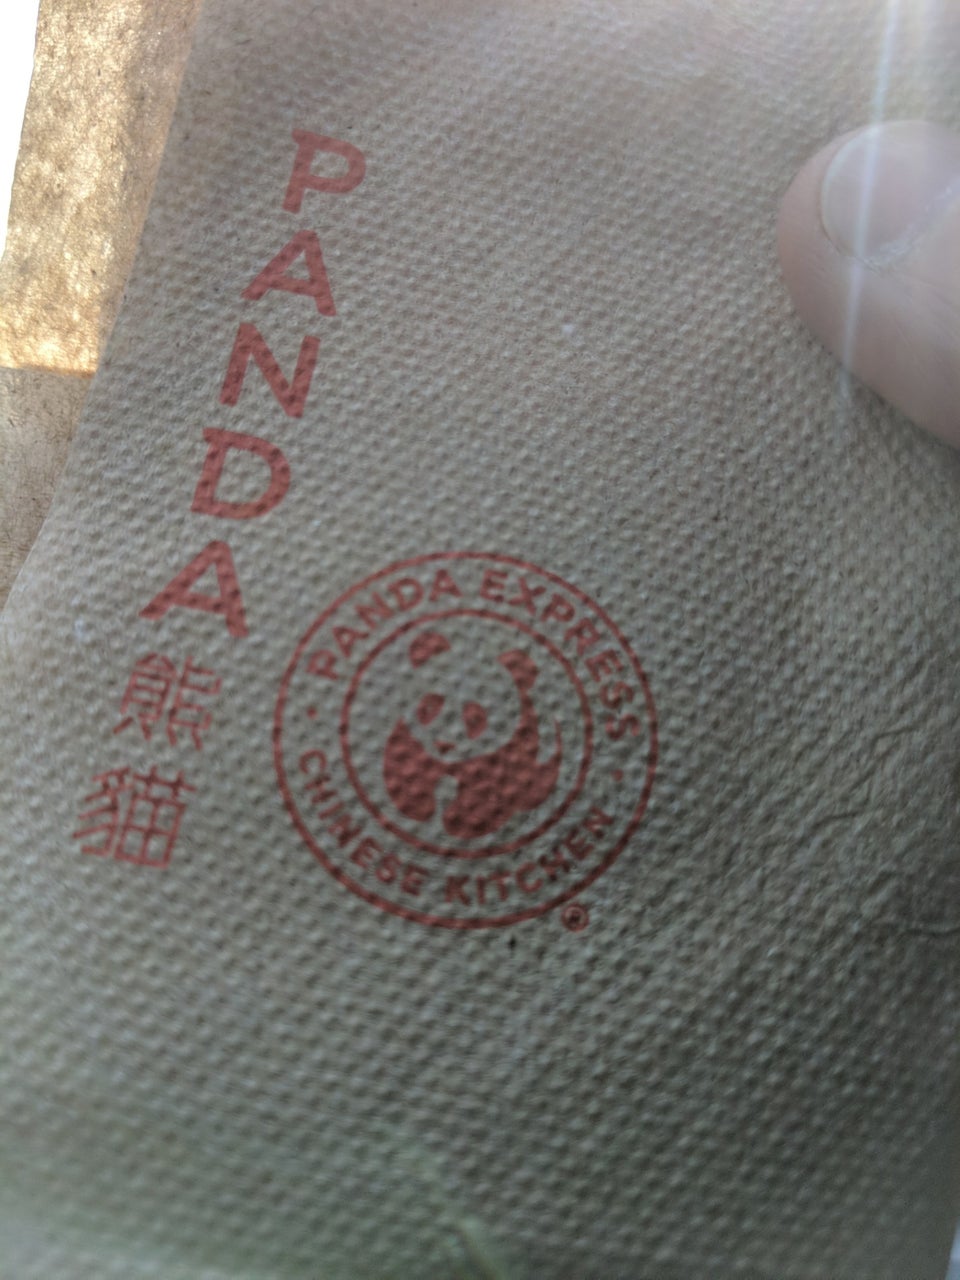 PANDA
熊
貓
PANDA EXPRESS
CHINESE KITCHEN
®